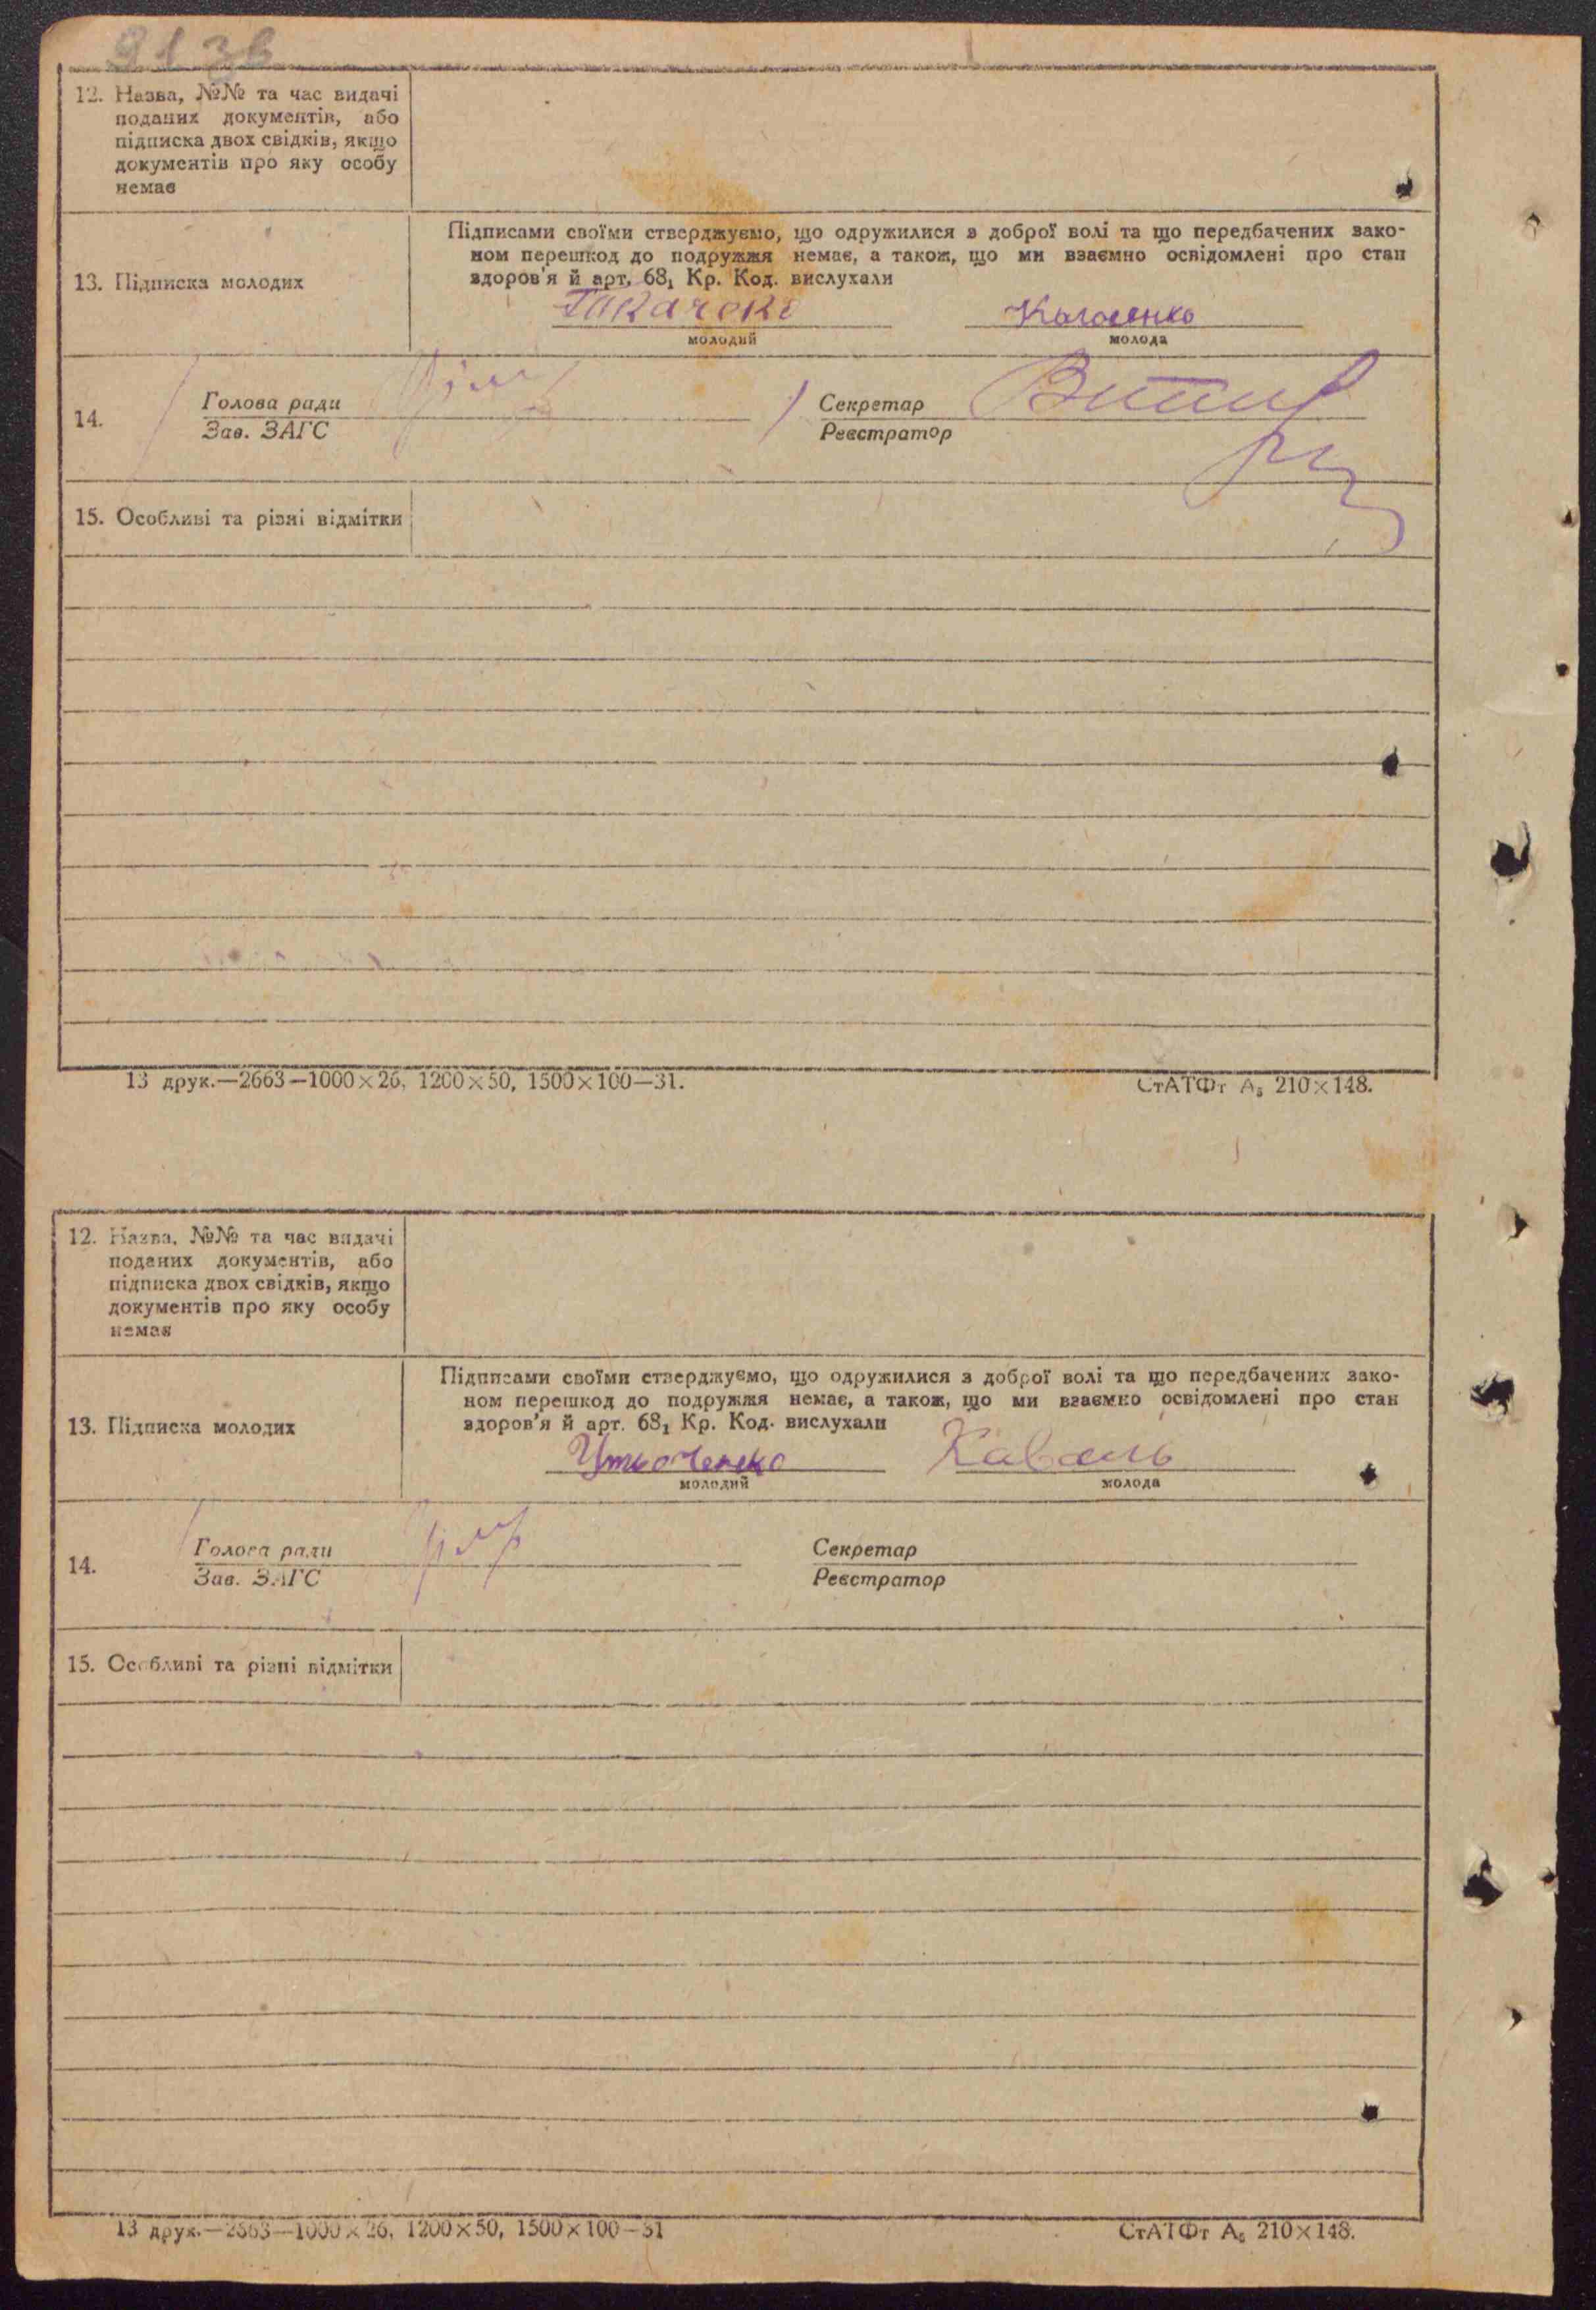 913в
12. Назва, №№ та час видачі
поданих документів, або
підписка двох свідків, якщо
документів про яку особу
немає
13. Підписка молодих
Підписами своїми стверджуємо, що одружилися з доброї волі та що передбачених зако-
ном перешкод до подружжя немає, а також, що ми взаємно освідомлені про стан
здоров'я й арт. 68₁ Кр. Код. вислухали
молодий молода
14. Голова ради Секретар
Зав. ЗАГС Реєстратор
15. Особливі та різні відмітки
13 друк.—2663—1000×26, 1200×50, 1500×100—31. СтАТФт А₅ 210×148.
12. Назва, №№ та час видачі
поданих документів, або
підписка двох свідків, якщо
документів про яку особу
немає
13. Підписка молодих
Підписами своїми стверджуємо, що одружилися з доброї волі та що передбачених зако-
ном перешкод до подружжя немає, а також, що ми взаємно освідомлені про стан
здоров'я й арт. 68₁ Кр. Код. вислухали
Коваль
молодий молода
14. Голова ради Секретар
Зав. ЗАГС Реєстратор
15. Особливі та різні відмітки
13 друк.—2663—1000×26, 1200×50, 1500×100—31 СтАТФт А₅ 210×148.